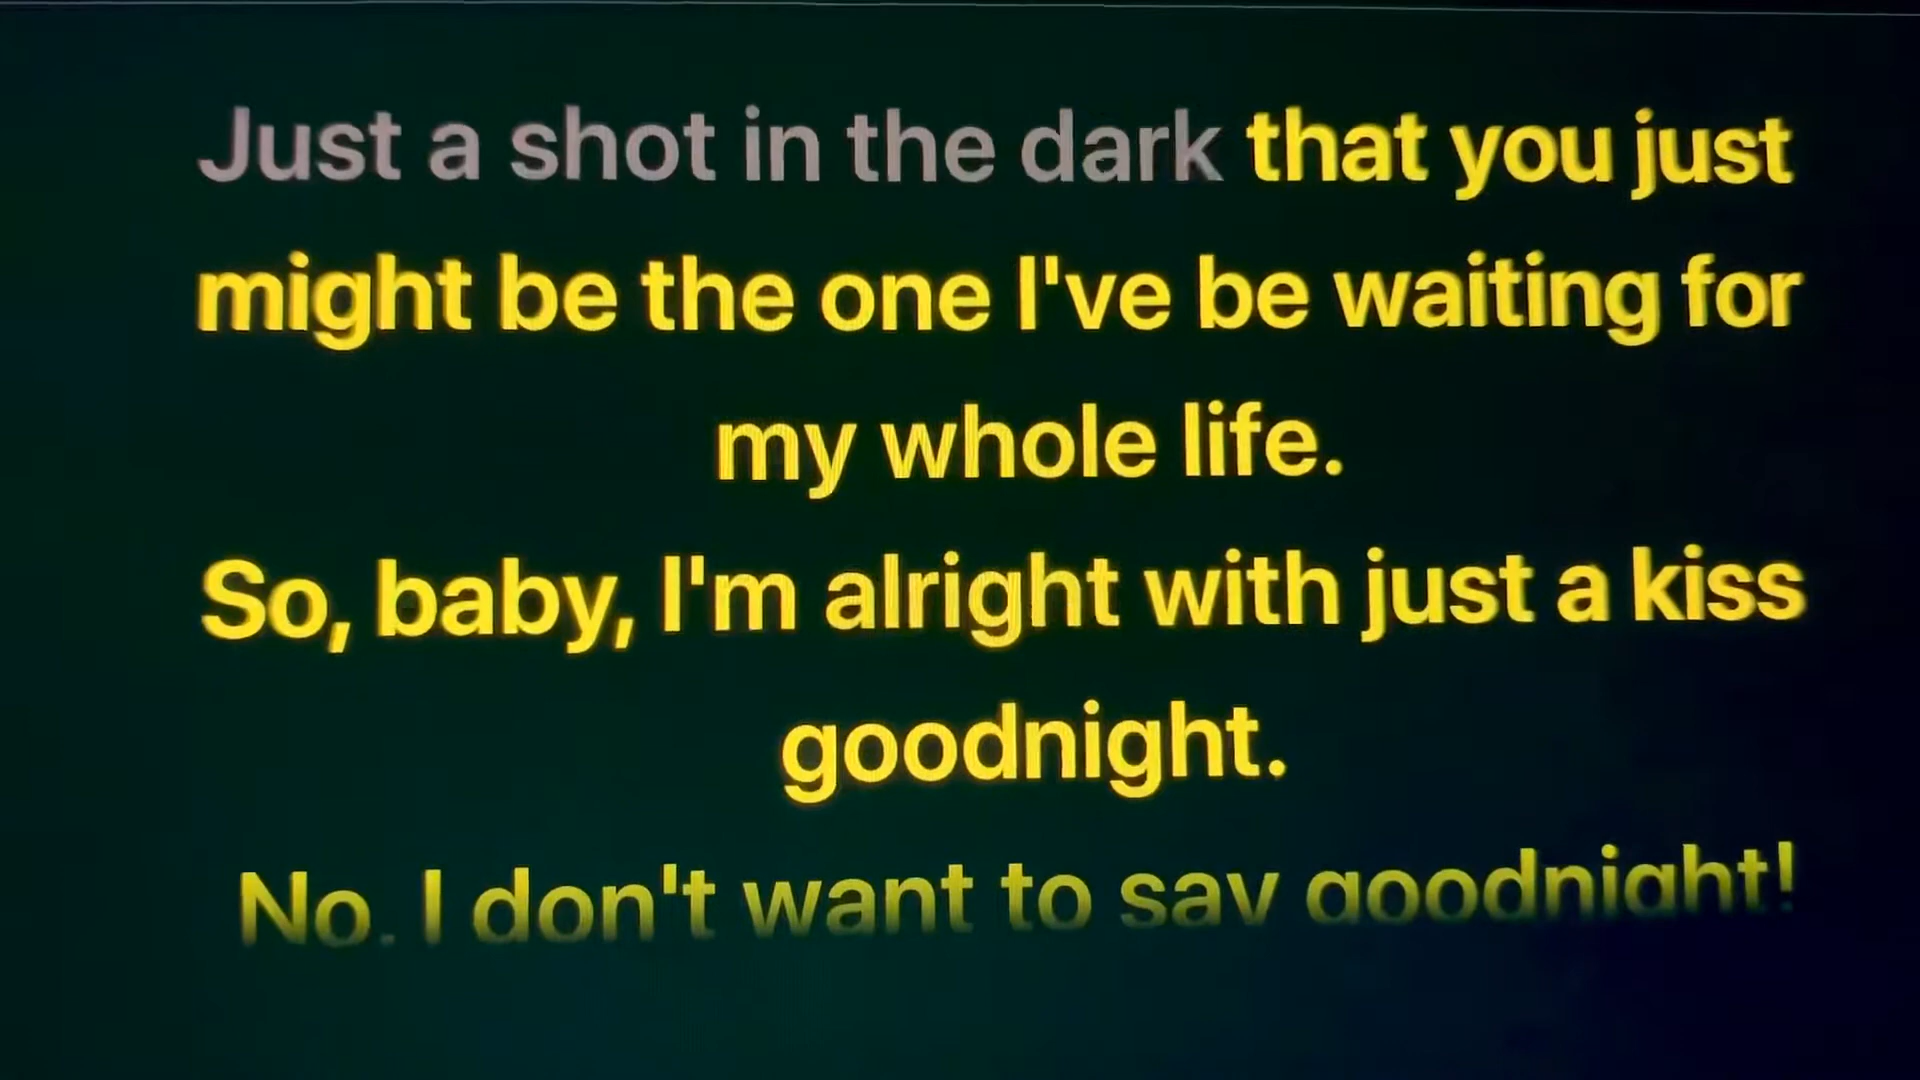 Just a shot in the dark that you just
might be the one I've be waiting for
my whole life.
So, baby, I'm alright with just a kiss
goodnight.
No, I don't want to say goodnight!